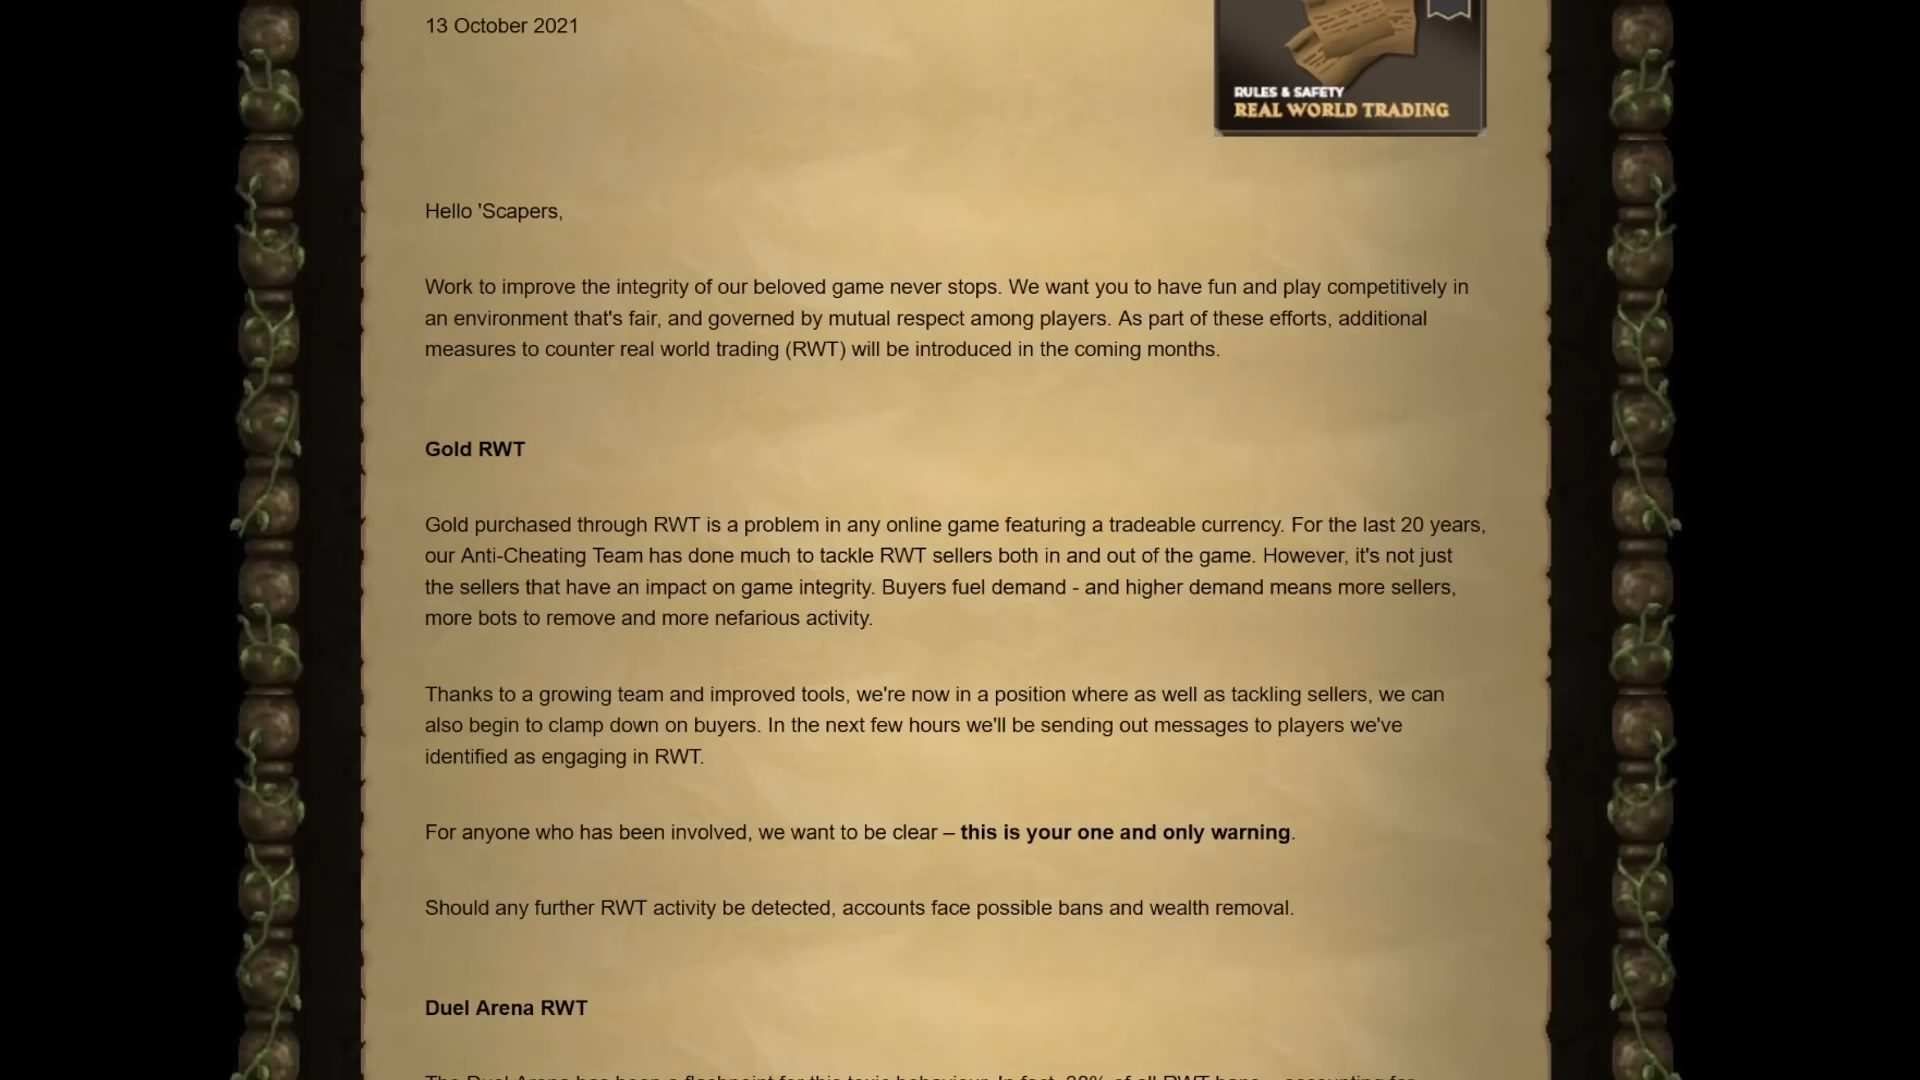 13 October 2021
RULES & SAFETY
REAL WORLD TRADING
Hello 'Scapers,
Work to improve the integrity of our beloved game never stops. We want you to have fun and play competitively in
an environment that's fair, and governed by mutual respect among players. As part of these efforts, additional
measures to counter real world trading (RWT) will be introduced in the coming months.
Gold RWT
Gold purchased through RWT is a problem in any online game featuring a tradeable currency. For the last 20 years,
our Anti-Cheating Team has done much to tackle RWT sellers both in and out of the game. However, it's not just
the sellers that have an impact on game integrity. Buyers fuel demand - and higher demand means more sellers,
more bots to remove and more nefarious activity.
Thanks to a growing team and improved tools, we're now in a position where as well as tackling sellers, we can
also begin to clamp down on buyers. In the next few hours we'll be sending out messages to players we've
identified as engaging in RWT.
For anyone who has been involved, we want to be clear – this is your one and only warning.
Should any further RWT activity be detected, accounts face possible bans and wealth removal.
Duel Arena RWT